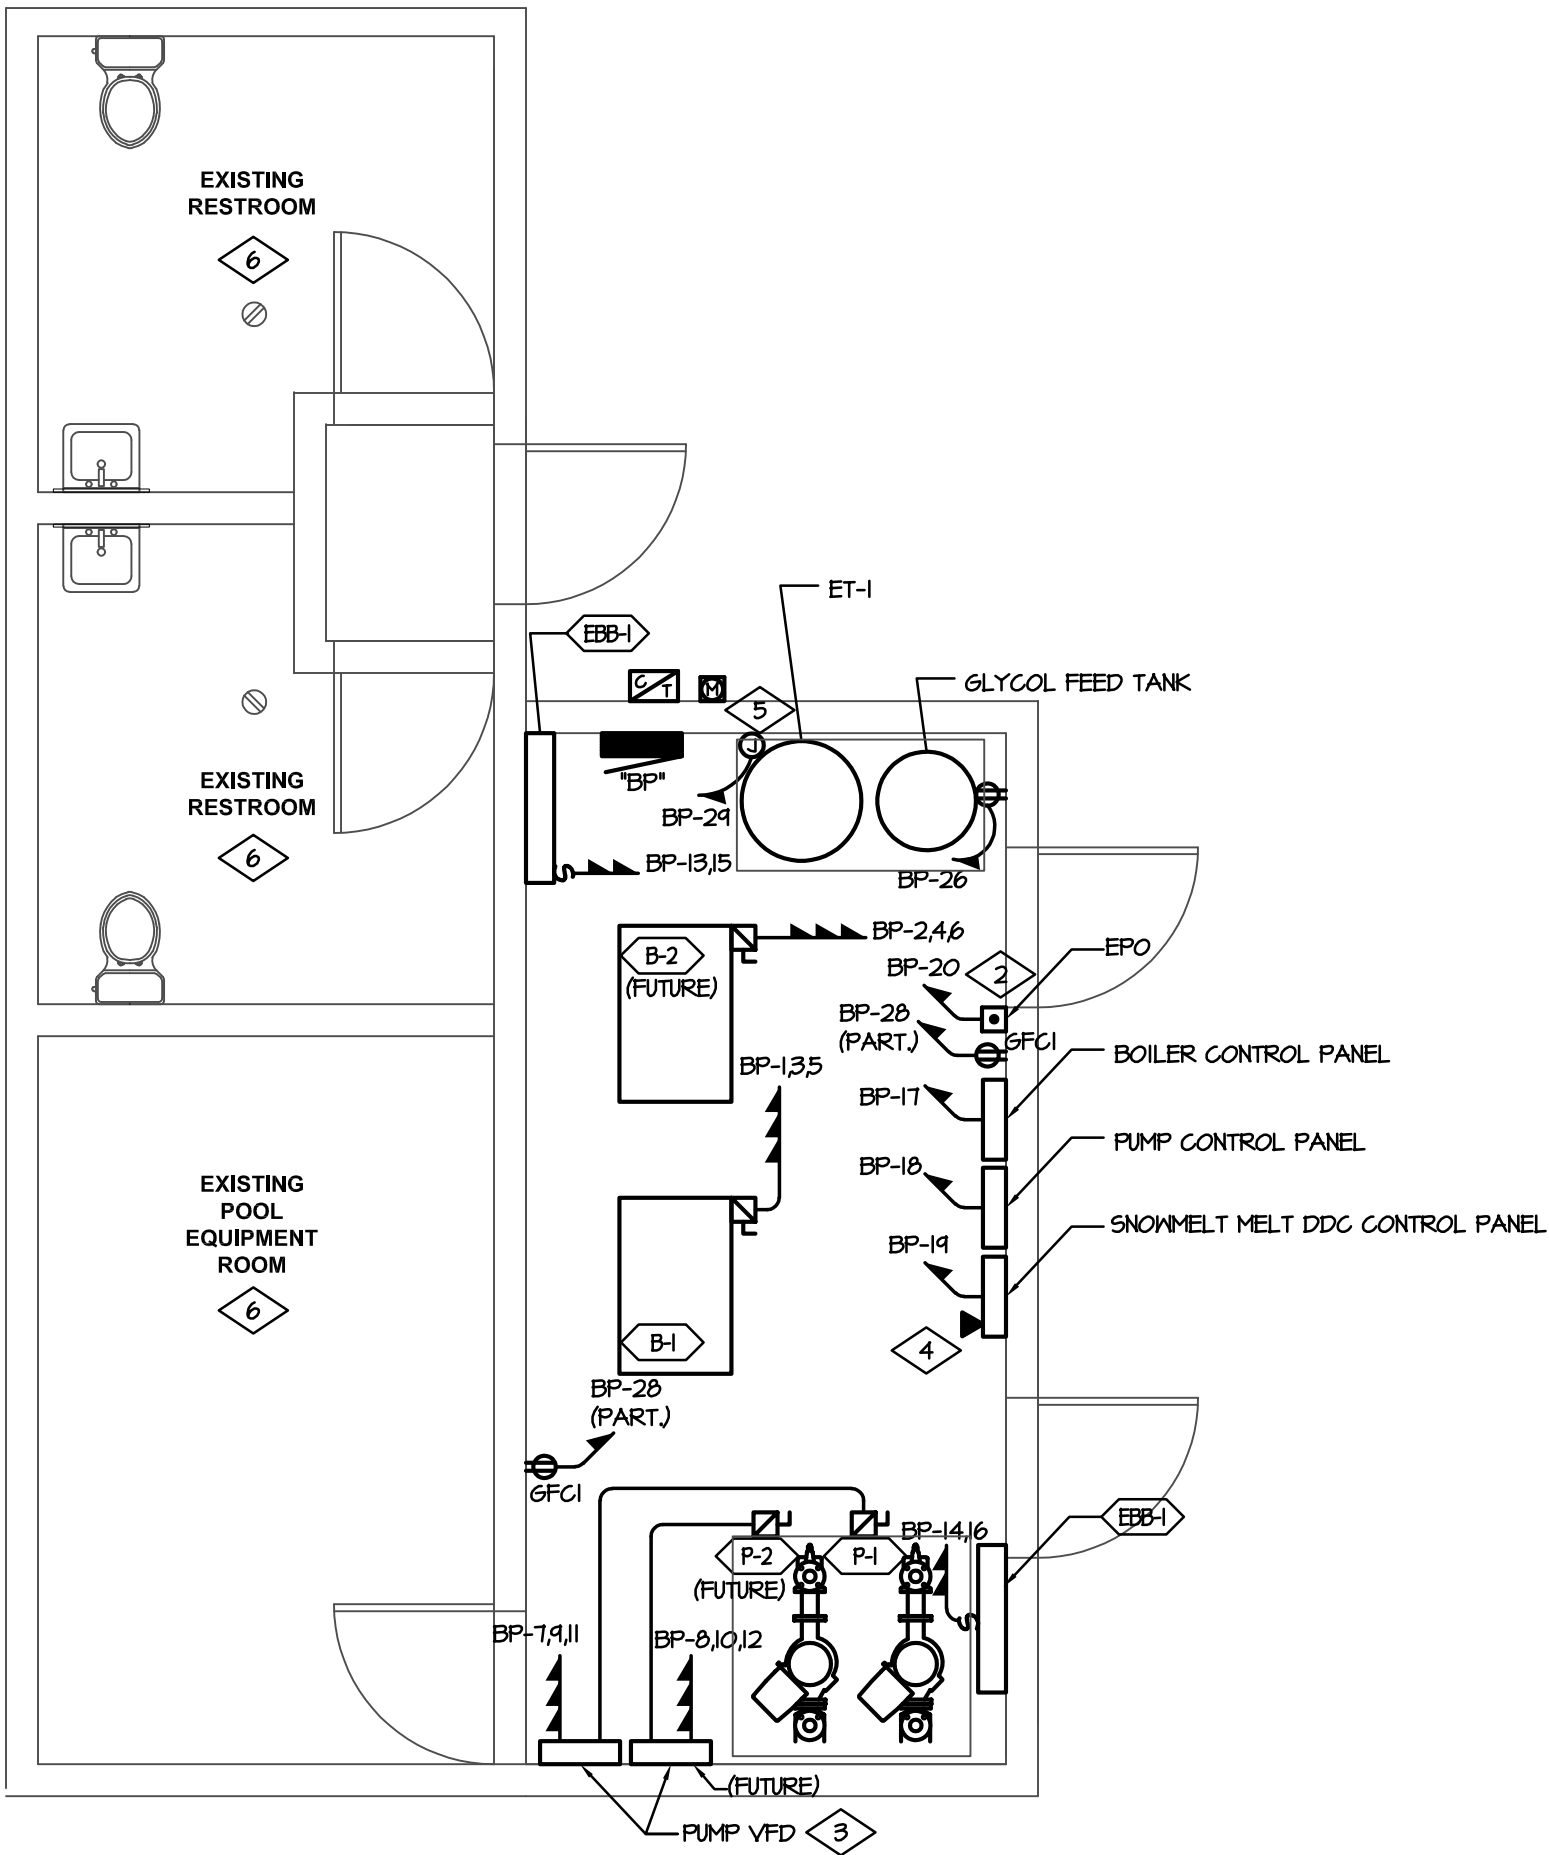 EXISTING
RESTROOM
6
ET-1
EBB-1
C
T
M
5
GLYCOL FEED TANK
J
"BP"
BP-29
EXISTING
RESTROOM
6
BP-13,15
BP-26
BP-2,4,6
B-2
(FUTURE)
BP-20
2
EPO
BP-28
(PART.)
GFCI
BP-1,3,5
BOILER CONTROL PANEL
BP-17
PUMP CONTROL PANEL
BP-18
EXISTING
POOL
EQUIPMENT
ROOM
6
SNOWMELT MELT DDC CONTROL PANEL
BP-19
B-1
4
BP-28
(PART.)
GFCI
EBB-1
BP-14,16
P-2
P-1
(FUTURE)
BP-7,9,11
BP-8,10,12
(FUTURE)
PUMP VFD
3